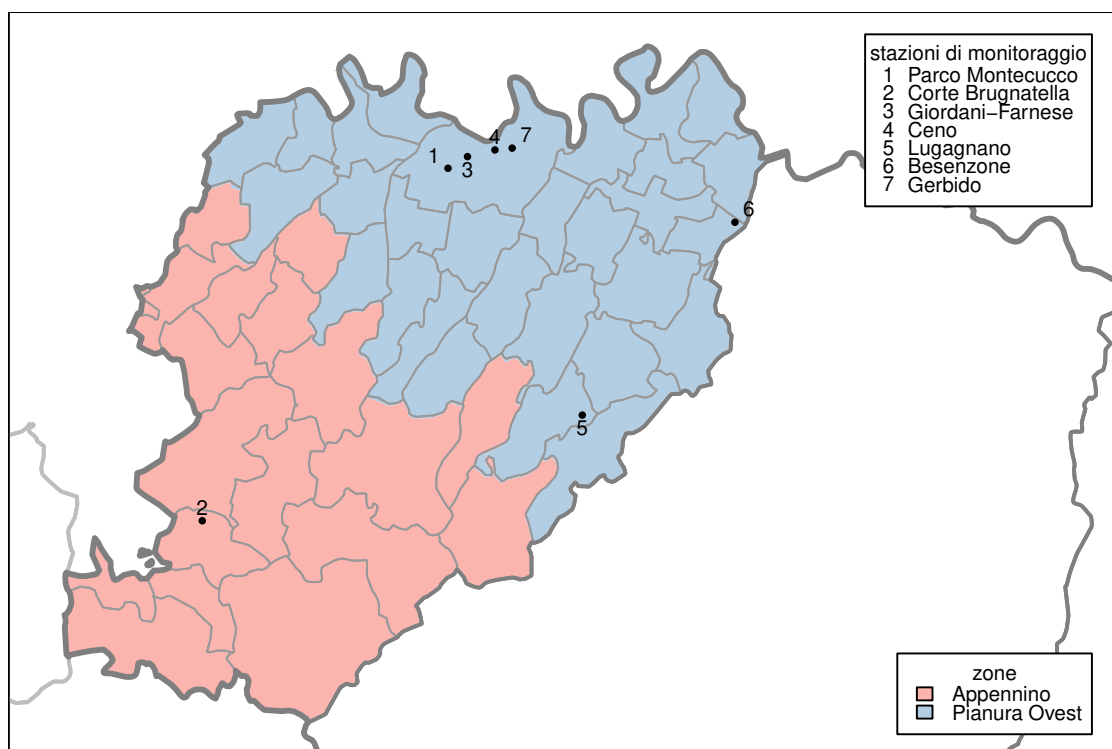 stazioni di monitoraggio
1 Parco Montecucco
2 Corte Brugnatella
3 Giordani−Farnese
4 Ceno
5 Lugagnano
6 Besenzone
7 Gerbido
4
7
1
3
6
5
2
zone
Appennino
Pianura Ovest